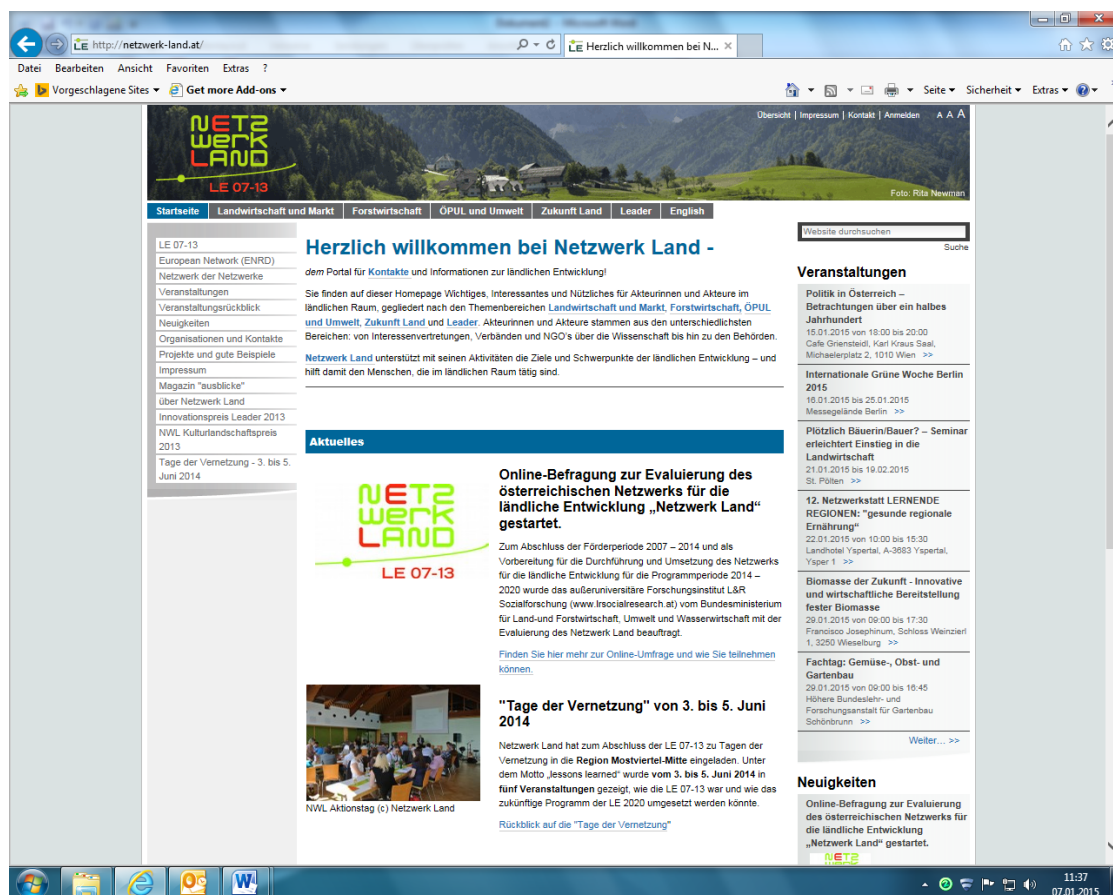 http://netzwerk-land.at/
LE Herzlich willkommen bei N...
Datei Bearbeiten Ansicht Favoriten Extras ?
Vorgeschlagene Sites Get more Add-ons
Seite Sicherheit Extras
NETZ
WERK
LAND
LE 07-13
Übersicht | Impressum | Kontakt | Anmelden A A A
Foto: Rita Newman
Startseite Landwirtschaft und Markt Forstwirtschaft ÖPUL und Umwelt Zukunft Land Leader English
LE 07-13
European Network (ENRD)
Netzwerk der Netzwerke
Veranstaltungen
Veranstaltungsrückblick
Neuigkeiten
Organisationen und Kontakte
Projekte und gute Beispiele
Impressum
Magazin "ausblicke"
über Netzwerk Land
Innovationspreis Leader 2013
NWL Kulturlandschaftspreis
2013
Tage der Vernetzung - 3. bis 5.
Juni 2014
Herzlich willkommen bei Netzwerk Land -
dem Portal für Kontakte und Informationen zur ländlichen Entwicklung!
Sie finden auf dieser Homepage Wichtiges, Interessantes und Nützliches für Akteurinnen und Akteure im
ländlichen Raum, gegliedert nach den Themenbereichen Landwirtschaft und Markt, Forstwirtschaft, ÖPUL
und Umwelt, Zukunft Land und Leader. Akteurinnen und Akteure stammen aus den unterschiedlichsten
Bereichen: von Interessenvertretungen, Verbänden und NGO's über die Wissenschaft bis hin zu den Behörden.
Netzwerk Land unterstützt mit seinen Aktivitäten die Ziele und Schwerpunkte der ländlichen Entwicklung – und
hilft damit den Menschen, die im ländlichen Raum tätig sind.
Aktuelles
NETZ
WERK
LAND
LE 07-13
Online-Befragung zur Evaluierung des
österreichischen Netzwerks für die
ländliche Entwicklung „Netzwerk Land“
gestartet.
Zum Abschluss der Förderperiode 2007 – 2014 und als
Vorbereitung für die Durchführung und Umsetzung des Netzwerks
für die ländliche Entwicklung für die Programmperiode 2014 –
2020 wurde das außeruniversitäre Forschungsinstitut L&R
Sozialforschung (www.lrsocialresearch.at) vom Bundesministerium
für Land-und Forstwirtschaft, Umwelt und Wasserwirtschaft mit der
Evaluierung des Netzwerk Land beauftragt.
Finden Sie hier mehr zur Online-Umfrage und wie Sie teilnehmen
können.
NWL Aktionstag (c) Netzwerk Land
"Tage der Vernetzung" von 3. bis 5. Juni
2014
Netzwerk Land hat zum Abschluss der LE 07-13 zu Tagen der
Vernetzung in die Region Mostviertel-Mitte eingeladen. Unter
dem Motto „lessons learned“ wurde vom 3. bis 5. Juni 2014 in
fünf Veranstaltungen gezeigt, wie die LE 07-13 war und wie das
zukünftige Programm der LE 2020 umgesetzt werden könnte.
Rückblick auf die "Tage der Vernetzung"
Website durchsuchen
Suche
Veranstaltungen
Politik in Österreich –
Betrachtungen über ein halbes
Jahrhundert
15.01.2015 von 18:00 bis 20:00
Cafe Griensteidl, Karl Kraus Saal,
Michaelerplatz 2, 1010 Wien >>
Internationale Grüne Woche Berlin
2015
16.01.2015 bis 25.01.2015
Messegelände Berlin >>
Plötzlich Bäuerin/Bauer? – Seminar
erleichtert Einstieg in die
Landwirtschaft
21.01.2015 bis 19.02.2015
St. Pölten >>
12. Netzwerkstatt LERNENDE
REGIONEN: "gesunde regionale
Ernährung"
22.01.2015 von 10:00 bis 15:30
Landhotel Yspertal, A-3683 Yspertal,
Ysper 1 >>
Biomasse der Zukunft - Innovative
und wirtschaftliche Bereitstellung
fester Biomasse
29.01.2015 von 09:00 bis 17:30
Francisco Josephinum, Schloss Weinzierl
1, 3250 Wieselburg >>
Fachtag: Gemüse-, Obst- und
Gartenbau
29.01.2015 von 09:00 bis 16:45
Höhere Bundeslehr- und
Forschungsanstalt für Gartenbau
Schönbrunn >>
Weiter... >>
Neuigkeiten
Online-Befragung zur Evaluierung
des österreichischen Netzwerks für
die ländliche Entwicklung
„Netzwerk Land“ gestartet.
NETZ
11:37
07.01.2015